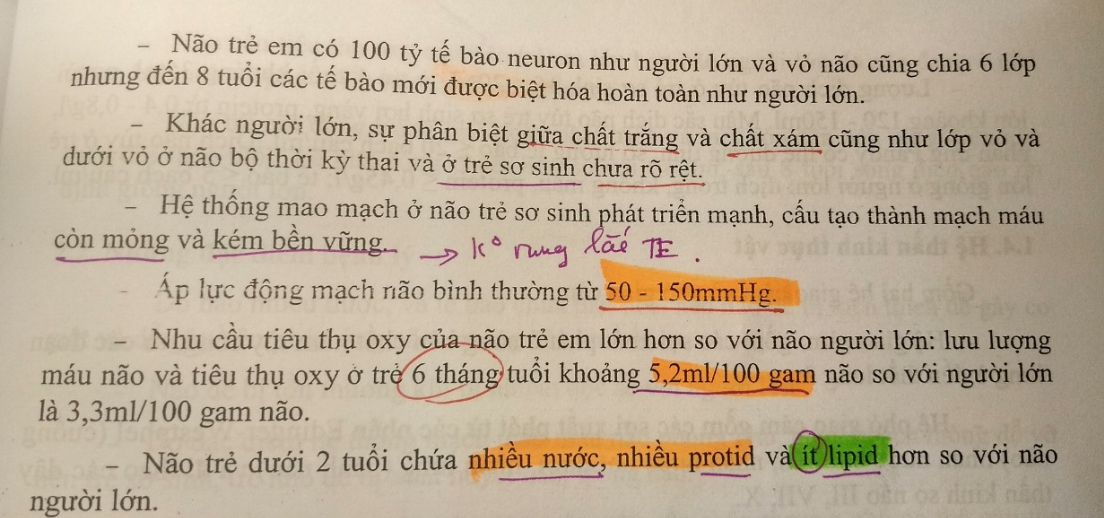 - Não trẻ em có 100 tỷ tế bào neuron như người lớn và vỏ não cũng chia 6 lớp
nhưng đến 8 tuổi các tế bào mới được biệt hóa hoàn toàn như người lớn.
- Khác người lớn, sự phân biệt giữa chất trắng và chất xám cũng như lớp vỏ và
dưới vỏ ở não bộ thời kỳ thai và ở trẻ sơ sinh chưa rõ rệt.
- Hệ thống mao mạch ở não trẻ sơ sinh phát triển mạnh, cấu tạo thành mạch máu
còn mỏng và kém bền vững. → k° rung lắc TE.
- Áp lực động mạch não bình thường từ 50 - 150mmHg.
- Nhu cầu tiêu thụ oxy của não trẻ em lớn hơn so với não người lớn: lưu lượng
máu não và tiêu thụ oxy ở trẻ 6 tháng tuổi khoảng 5,2ml/100 gam não so với người lớn
là 3,3ml/100 gam não.
- Não trẻ dưới 2 tuổi chứa nhiều nước, nhiều protid và ít lipid hơn so với não
người lớn.